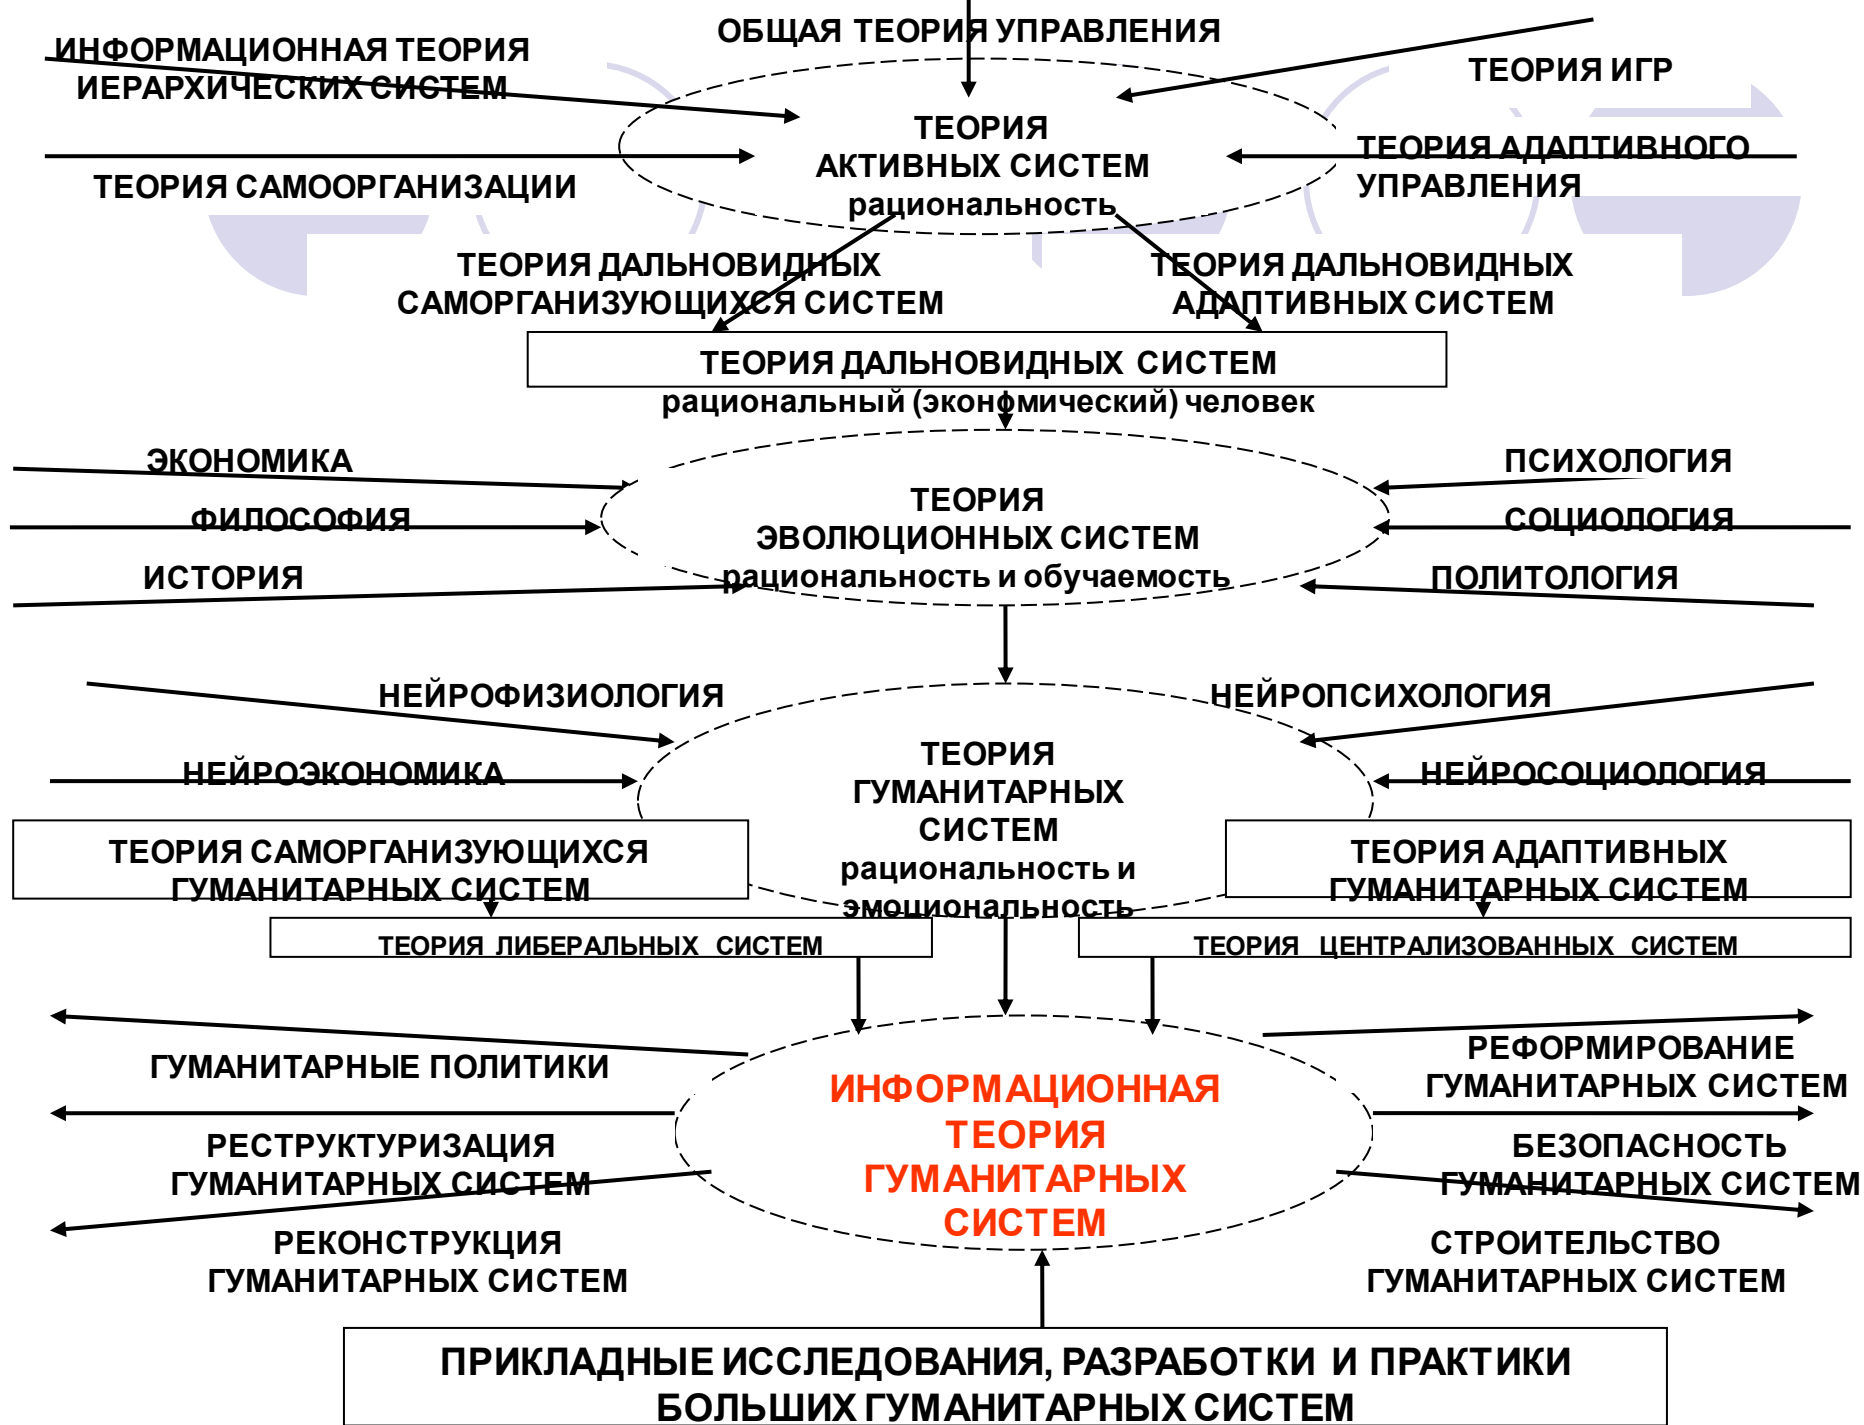 ОБЩАЯ ТЕОРИЯ УПРАВЛЕНИЯ
ИНФОРМАЦИОННАЯ ТЕОРИЯ
ИЕРАРХИЧЕСКИХ СИСТЕМ
ТЕОРИЯ ИГР
ТЕОРИЯ
АКТИВНЫХ СИСТЕМ
рациональность
ТЕОРИЯ АДАПТИВНОГО
УПРАВЛЕНИЯ
ТЕОРИЯ САМООРГАНИЗАЦИИ
ТЕОРИЯ ДАЛЬНОВИДНЫХ
САМОРГАНИЗУЮЩИХСЯ СИСТЕМ
ТЕОРИЯ ДАЛЬНОВИДНЫХ
АДАПТИВНЫХ СИСТЕМ
ТЕОРИЯ ДАЛЬНОВИДНЫХ СИСТЕМ
рациональный (экономический) человек
ЭКОНОМИКА
ФИЛОСОФИЯ
ИСТОРИЯ
ТЕОРИЯ
ЭВОЛЮЦИОННЫХ СИСТЕМ
рациональность и обучаемость
ПСИХОЛОГИЯ
СОЦИОЛОГИЯ
ПОЛИТОЛОГИЯ
НЕЙРОФИЗИОЛОГИЯ
НЕЙРОЭКОНОМИКА
НЕЙРОПСИХОЛОГИЯ
НЕЙРОСОЦИОЛОГИЯ
ТЕОРИЯ
ГУМАНИТАРНЫХ
СИСТЕМ
рациональность и
эмоциональность
ТЕОРИЯ САМОРГАНИЗУЮЩИХСЯ
ГУМАНИТАРНЫХ СИСТЕМ
ТЕОРИЯ АДАПТИВНЫХ
ГУМАНИТАРНЫХ СИСТЕМ
ТЕОРИЯ ЛИБЕРАЛЬНЫХ СИСТЕМ
ТЕОРИЯ ЦЕНТРАЛИЗОВАННЫХ СИСТЕМ
ГУМАНИТАРНЫЕ ПОЛИТИКИ
РЕСТРУКТУРИЗАЦИЯ
ГУМАНИТАРНЫХ СИСТЕМ
РЕКОНСТРУКЦИЯ
ГУМАНИТАРНЫХ СИСТЕМ
ИНФОРМАЦИОННАЯ
ТЕОРИЯ
ГУМАНИТАРНЫХ
СИСТЕМ
РЕФОРМИРОВАНИЕ
ГУМАНИТАРНЫХ СИСТЕМ
БЕЗОПАСНОСТЬ
ГУМАНИТАРНЫХ СИСТЕМ
СТРОИТЕЛЬСТВО
ГУМАНИТАРНЫХ СИСТЕМ
ПРИКЛАДНЫЕ ИССЛЕДОВАНИЯ, РАЗРАБОТКИ И ПРАКТИКИ
БОЛЬШИХ ГУМАНИТАРНЫХ СИСТЕМ